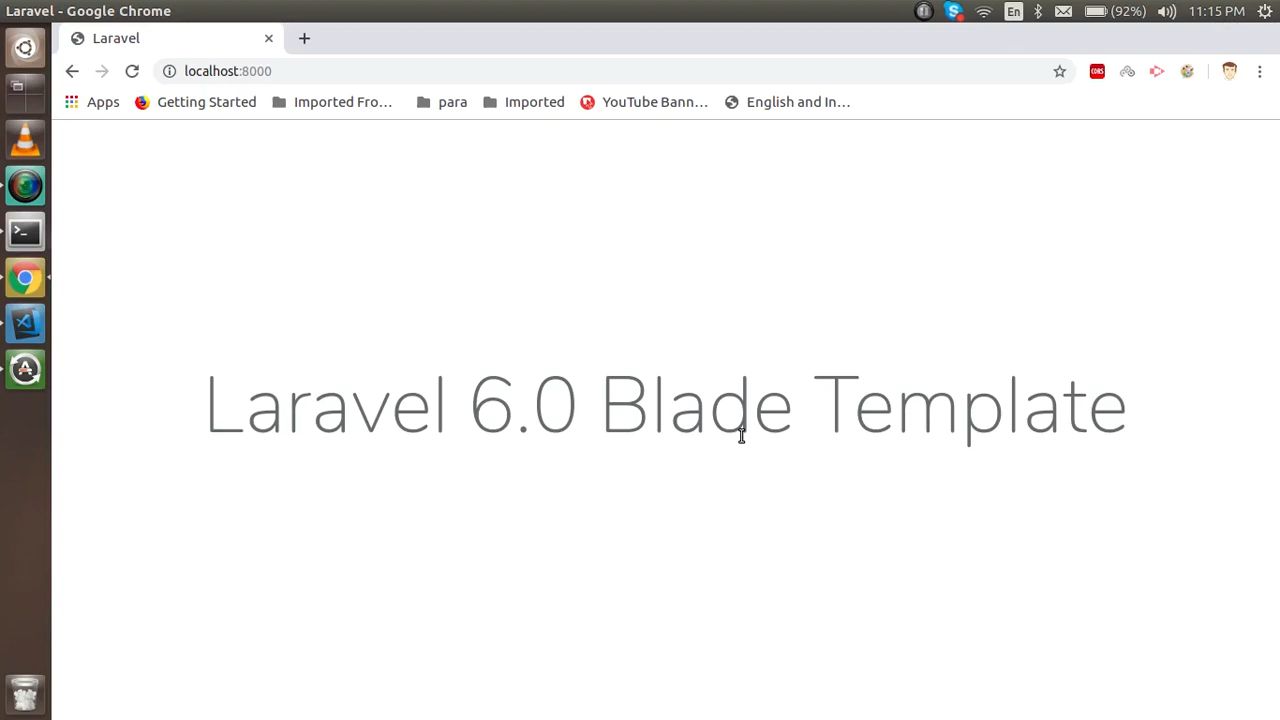 Laravel - Google Chrome En (92%) 11:15 PM
Laravel
localhost:8000 CORS
Apps Getting Started Imported Fro... para Imported YouTube Bann... English and In...
Laravel 6.0 Blade Template